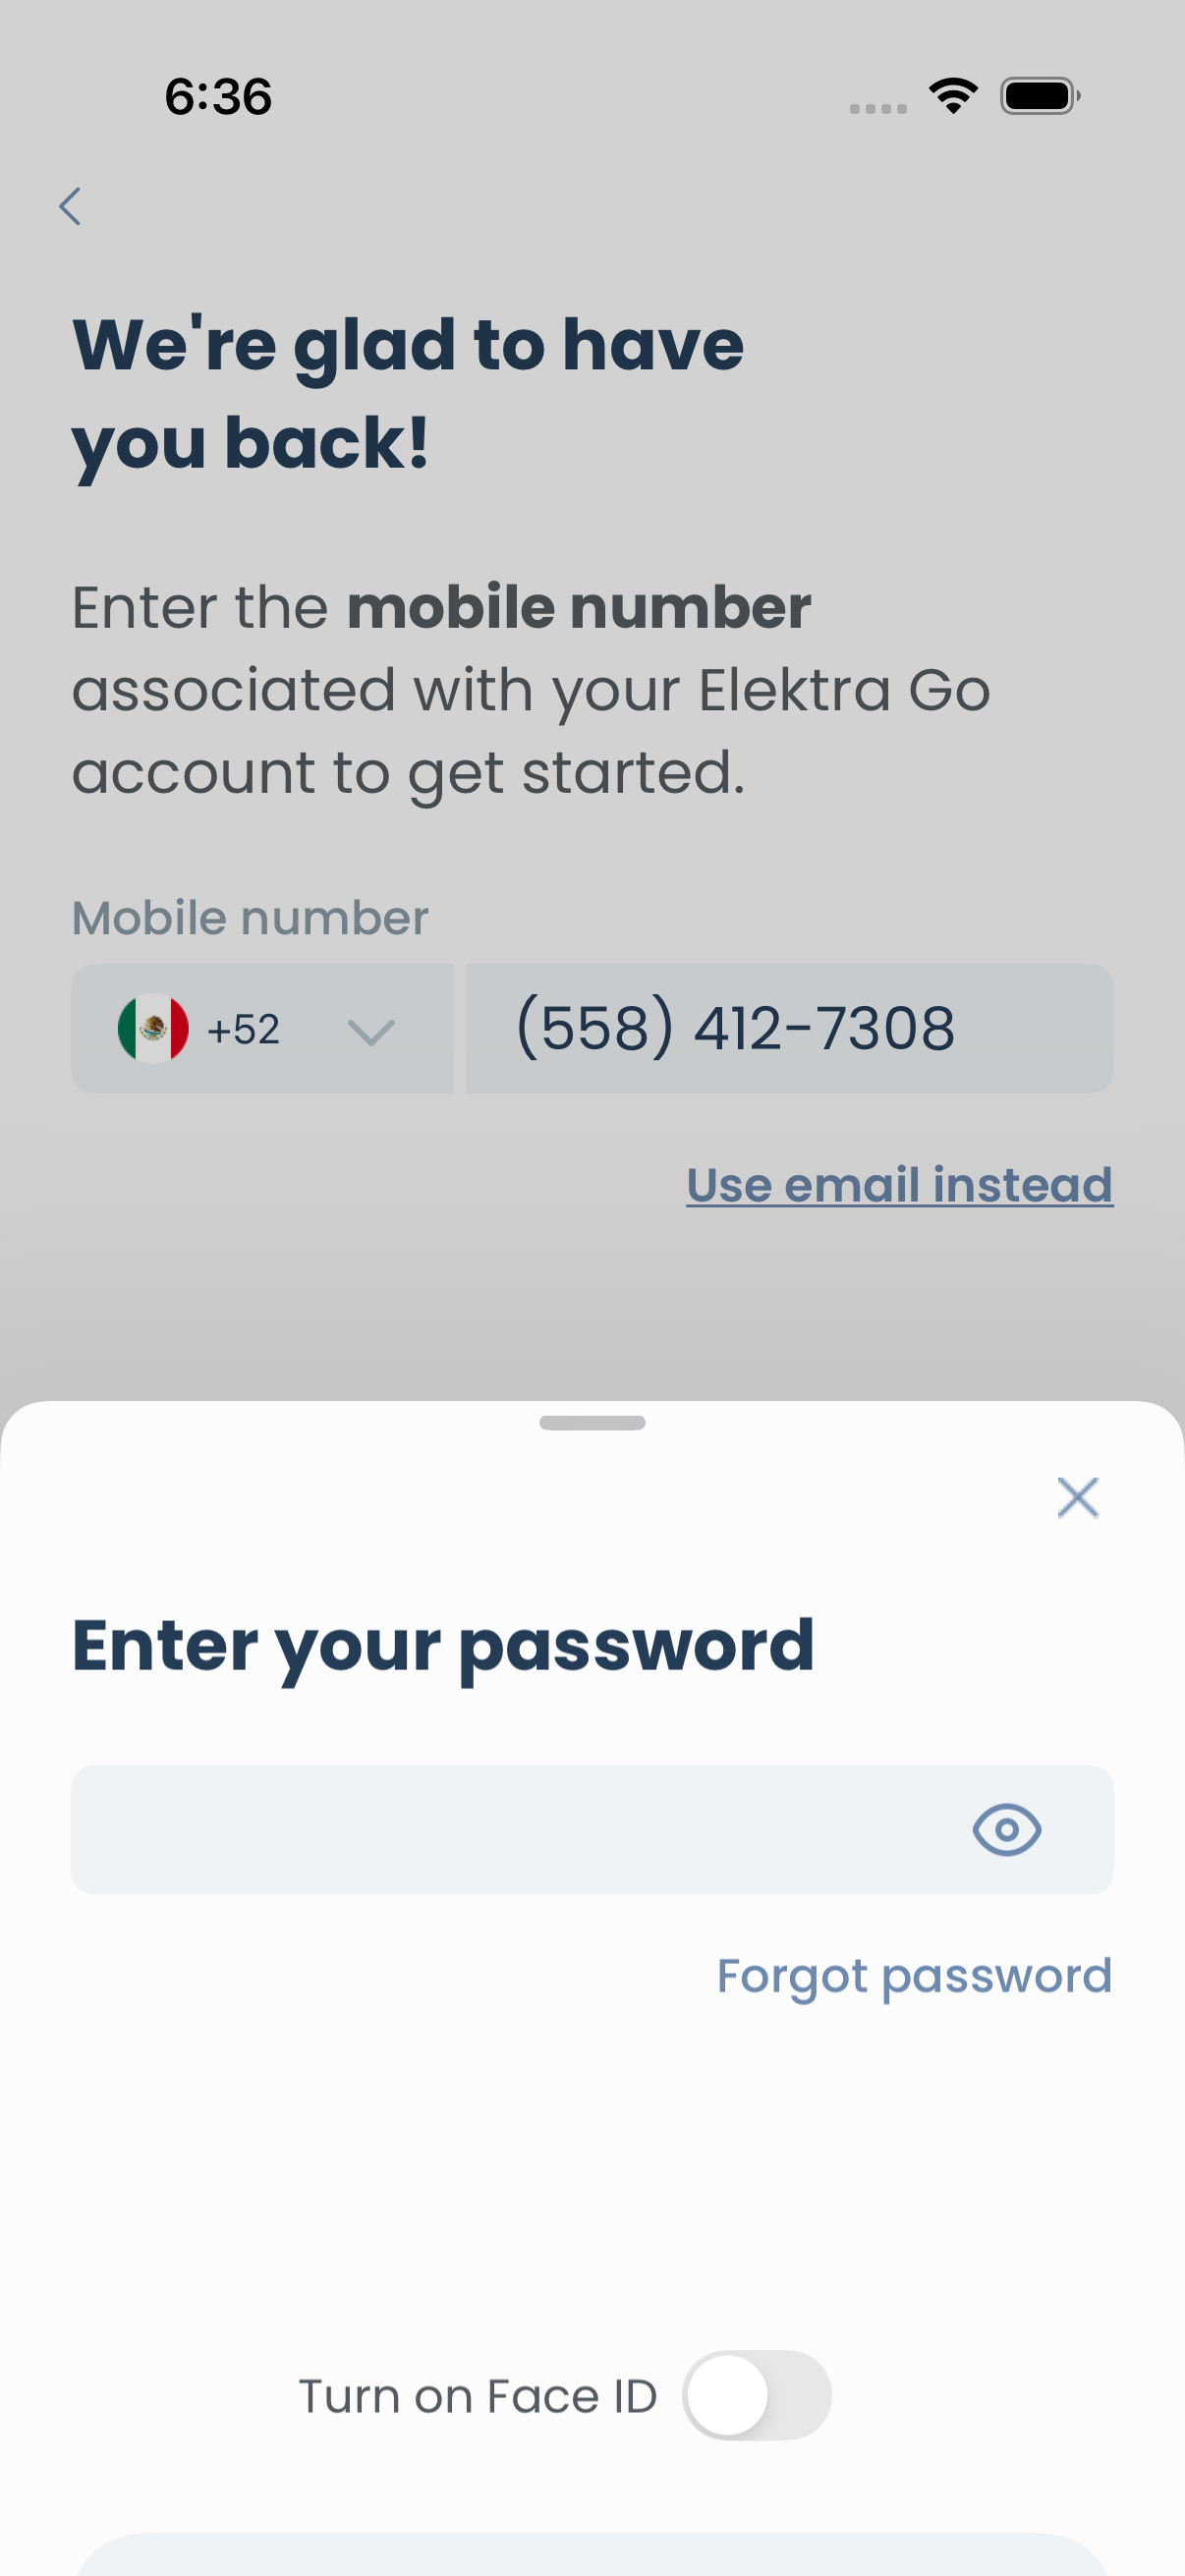 6:36
We're glad to have
you back!
Enter the mobile number
associated with your Elektra Go
account to get started.
Mobile number
+52
(558) 412-7308
Use email instead
Enter your password
Forgot password
Turn on Face ID